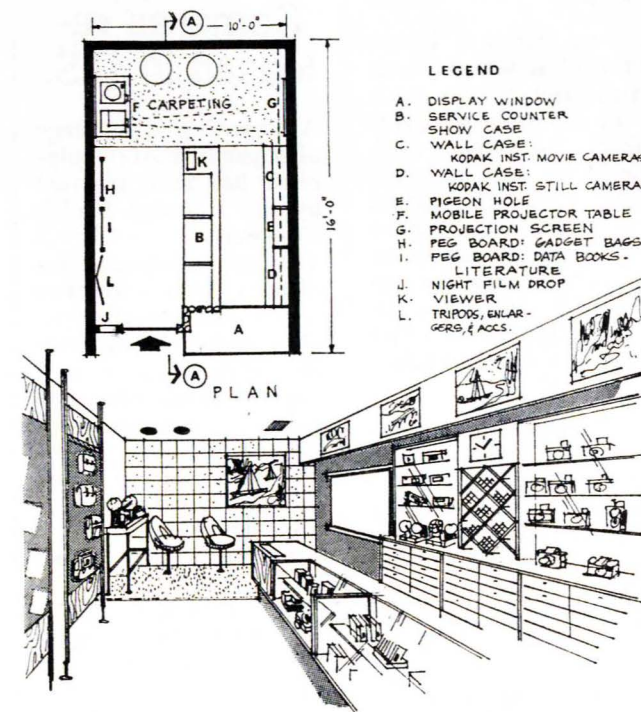 A
10'-0"
F CARPETING
G
K
H
C
I
B
E
L
D
J
A
16'-0"
A
PLAN
LEGEND
A. DISPLAY WINDOW
B. SERVICE COUNTER
SHOW CASE
C. WALL CASE:
KODAK INST. MOVIE CAMERAS
D. WALL CASE:
KODAK INST. STILL CAMERA
E. PIGEON HOLE
F. MOBILE PROJECTOR TABLE
G. PROJECTION SCREEN
H. PEG BOARD: GADGET BAGS
I. PEG BOARD: DATA BOOKS -
LITERATURE
J. NIGHT FILM DROP
K. VIEWER
L. TRIPODS, ENLAR-
GERS, & ACCS.